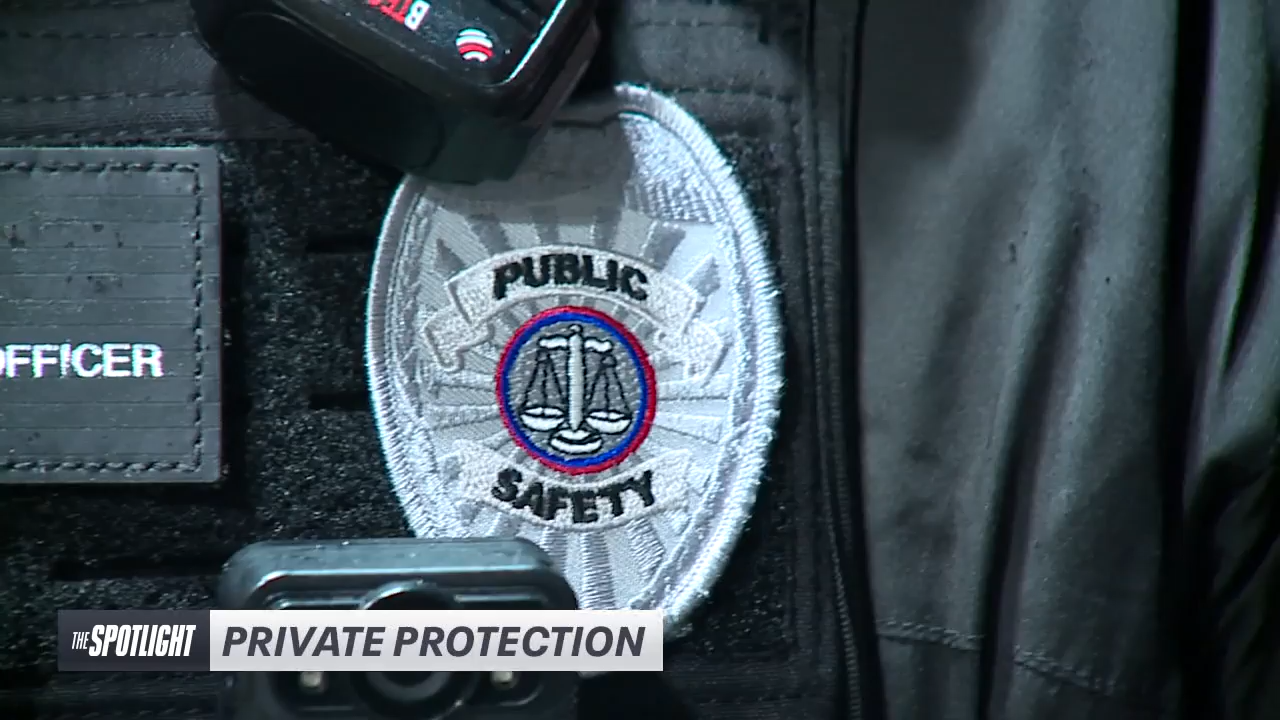 PUBLIC
OFFICER
SAFETY
THE SPOTLIGHT PRIVATE PROTECTION